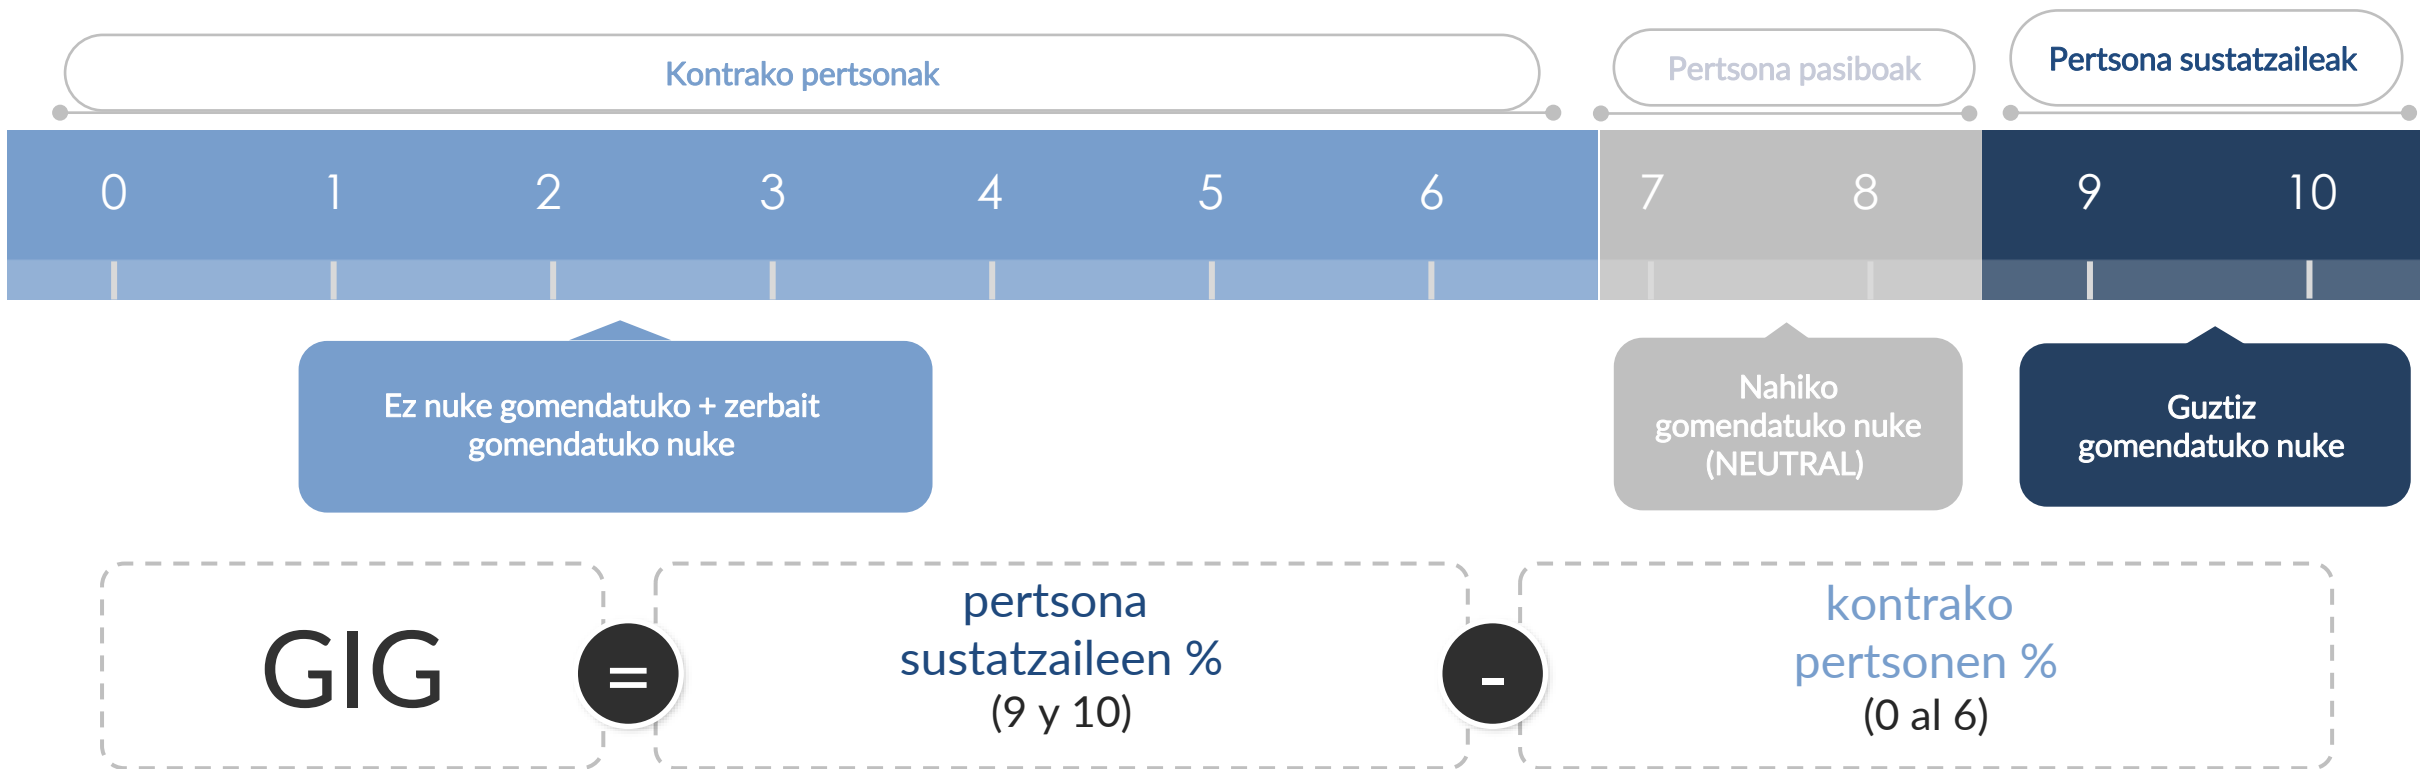 Kontrako pertsonak
Pertsona pasiboak
Pertsona sustatzaileak
0 1 2 3 4 5 6 7 8 9 10
Ez nuke gomendatuko + zerbait
gomendatuko nuke
Nahiko
gomendatuko nuke
(NEUTRAL)
Guztiz
gomendatuko nuke
GIG
=
pertsona
sustatzaileen %
(9 y 10)
-
kontrako
pertsonen %
(0 al 6)